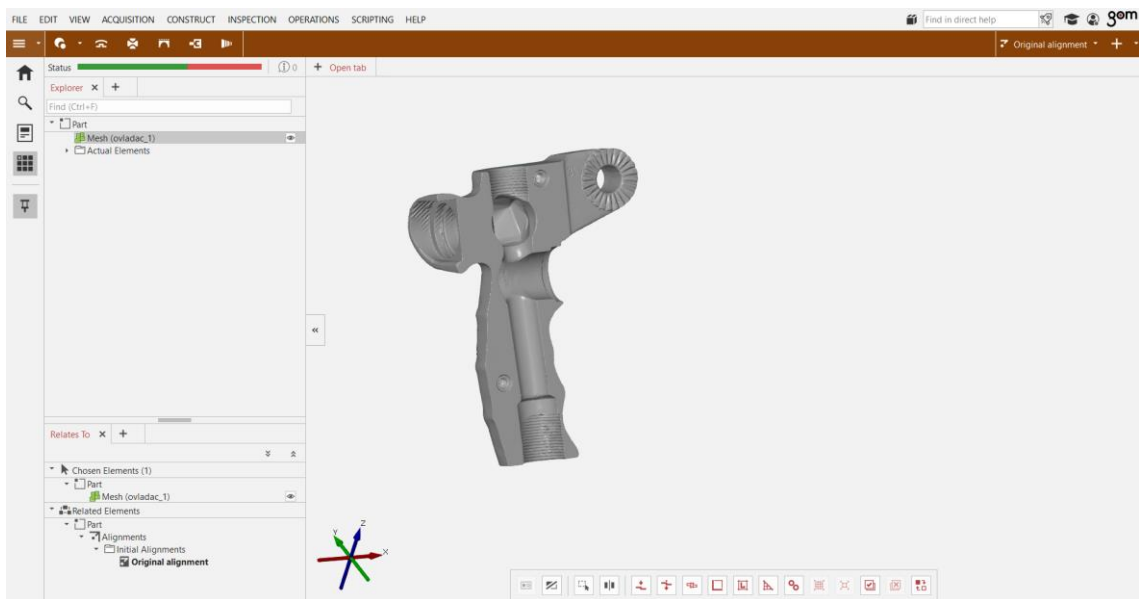 FILE EDIT VIEW ACQUISITION CONSTRUCT INSPECTION OPERATIONS SCRIPTING HELP
Find in direct help
gom
Original alignment
Status
0
Open tab
Explorer
Find (Ctrl+F)
Part
Mesh (ovladac_1)
Actual Elements
Relates To
Chosen Elements (1)
Part
Mesh (ovladac_1)
Related Elements
Part
Alignments
Initial Alignments
Original alignment
Z
Y
X